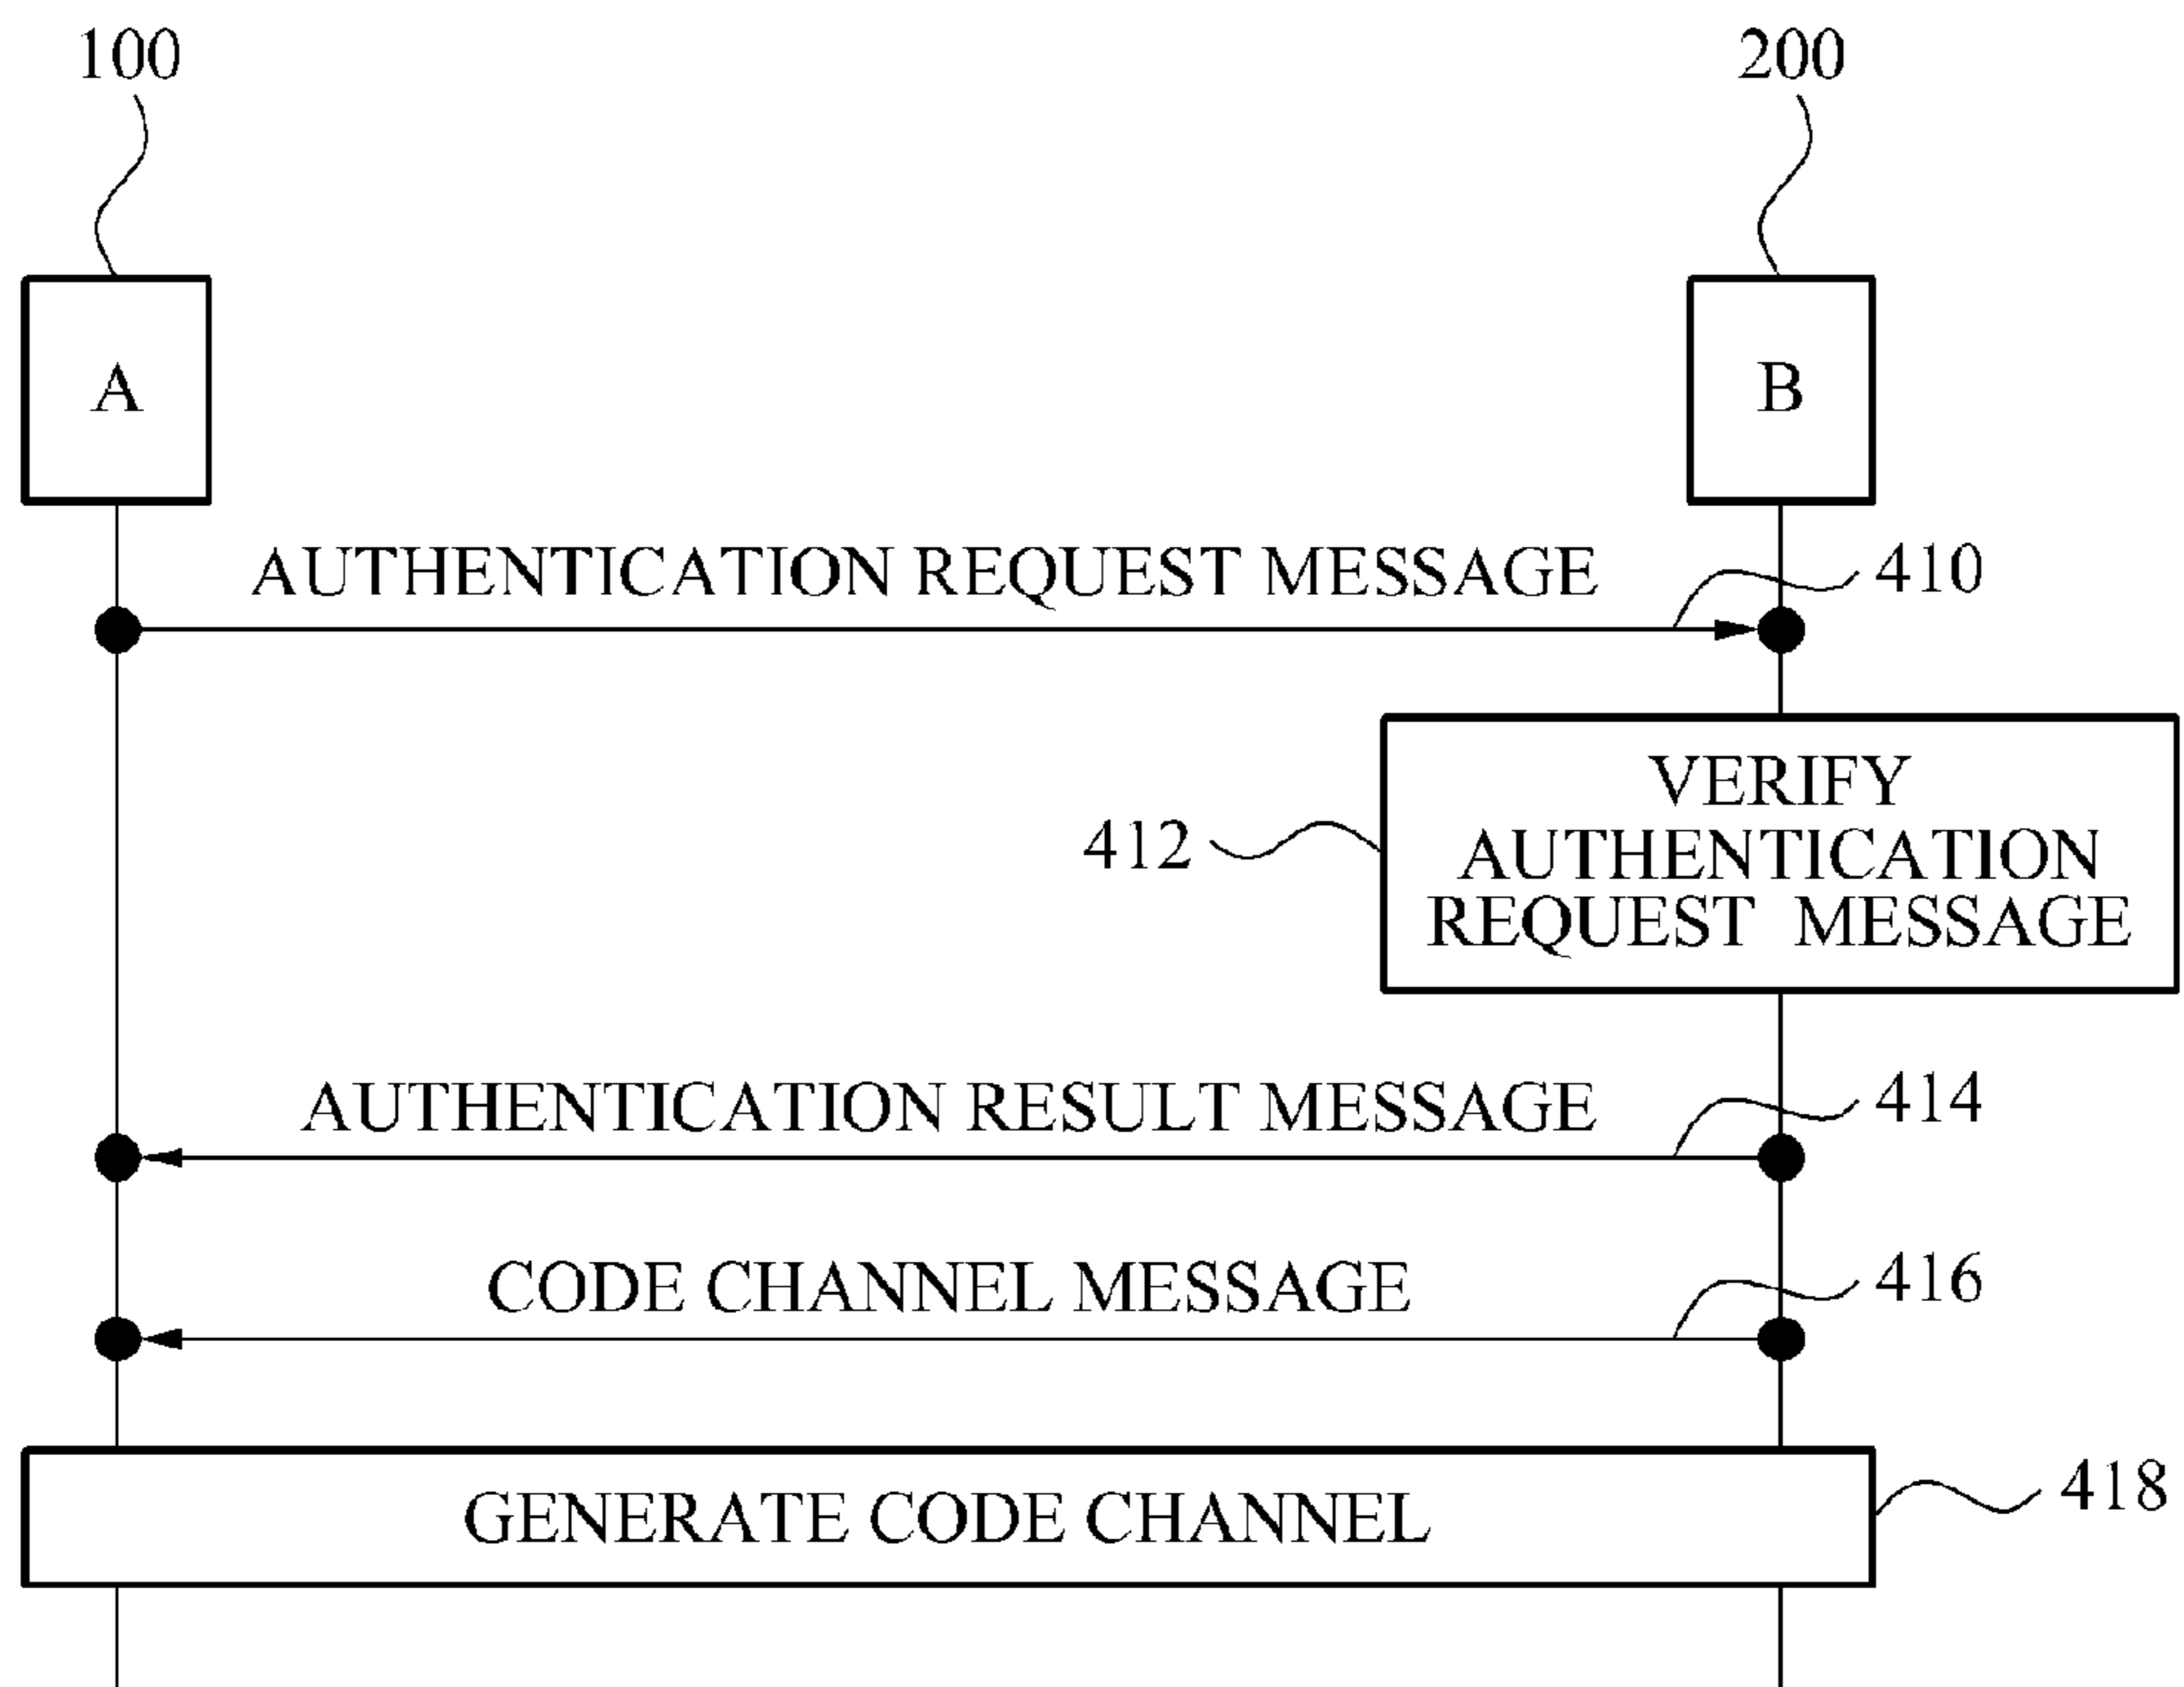 100
200
A
B
AUTHENTICATION REQUEST MESSAGE
410
VERIFY
AUTHENTICATION
REQUEST MESSAGE
412
AUTHENTICATION RESULT MESSAGE
414
CODE CHANNEL MESSAGE
416
GENERATE CODE CHANNEL
418